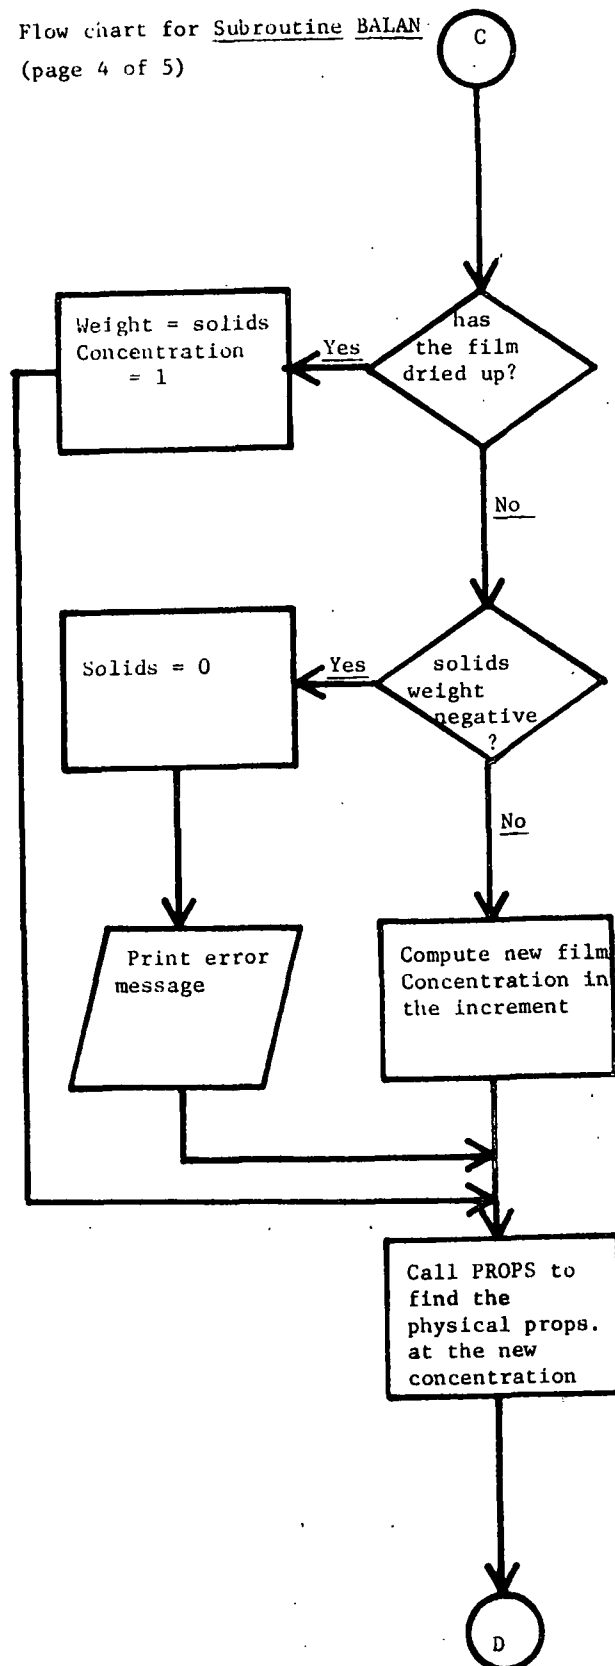 Flow chart for Subroutine BALAN
(page 4 of 5)
C
has
the film
dried up?
Yes
Weight = solids
Concentration
= 1
No
solids
weight
negative
?
Yes
Solids = 0
No
Print error
message
Compute new film
Concentration in
the increment
Call PROPS to
find the
physical props.
at the new
concentration
D